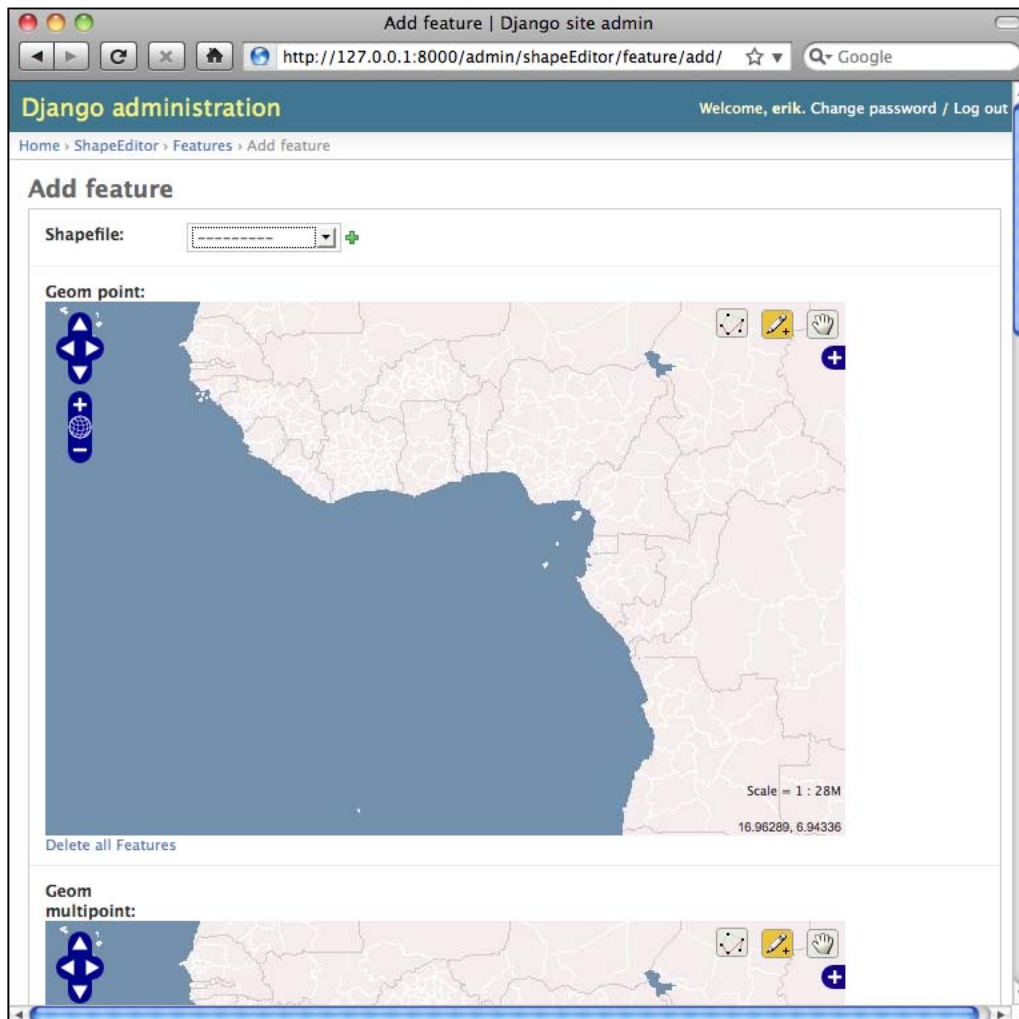 Add feature | Django site admin
http://127.0.0.1:8000/admin/shapeEditor/feature/add/
Google
Django administration
Welcome, erik. Change password / Log out
Home › ShapeEditor › Features › Add feature
Add feature
Shapefile:
---------
Geom point:
Scale = 1 : 28M
16.96289, 6.94336
Delete all Features
Geom
multipoint: